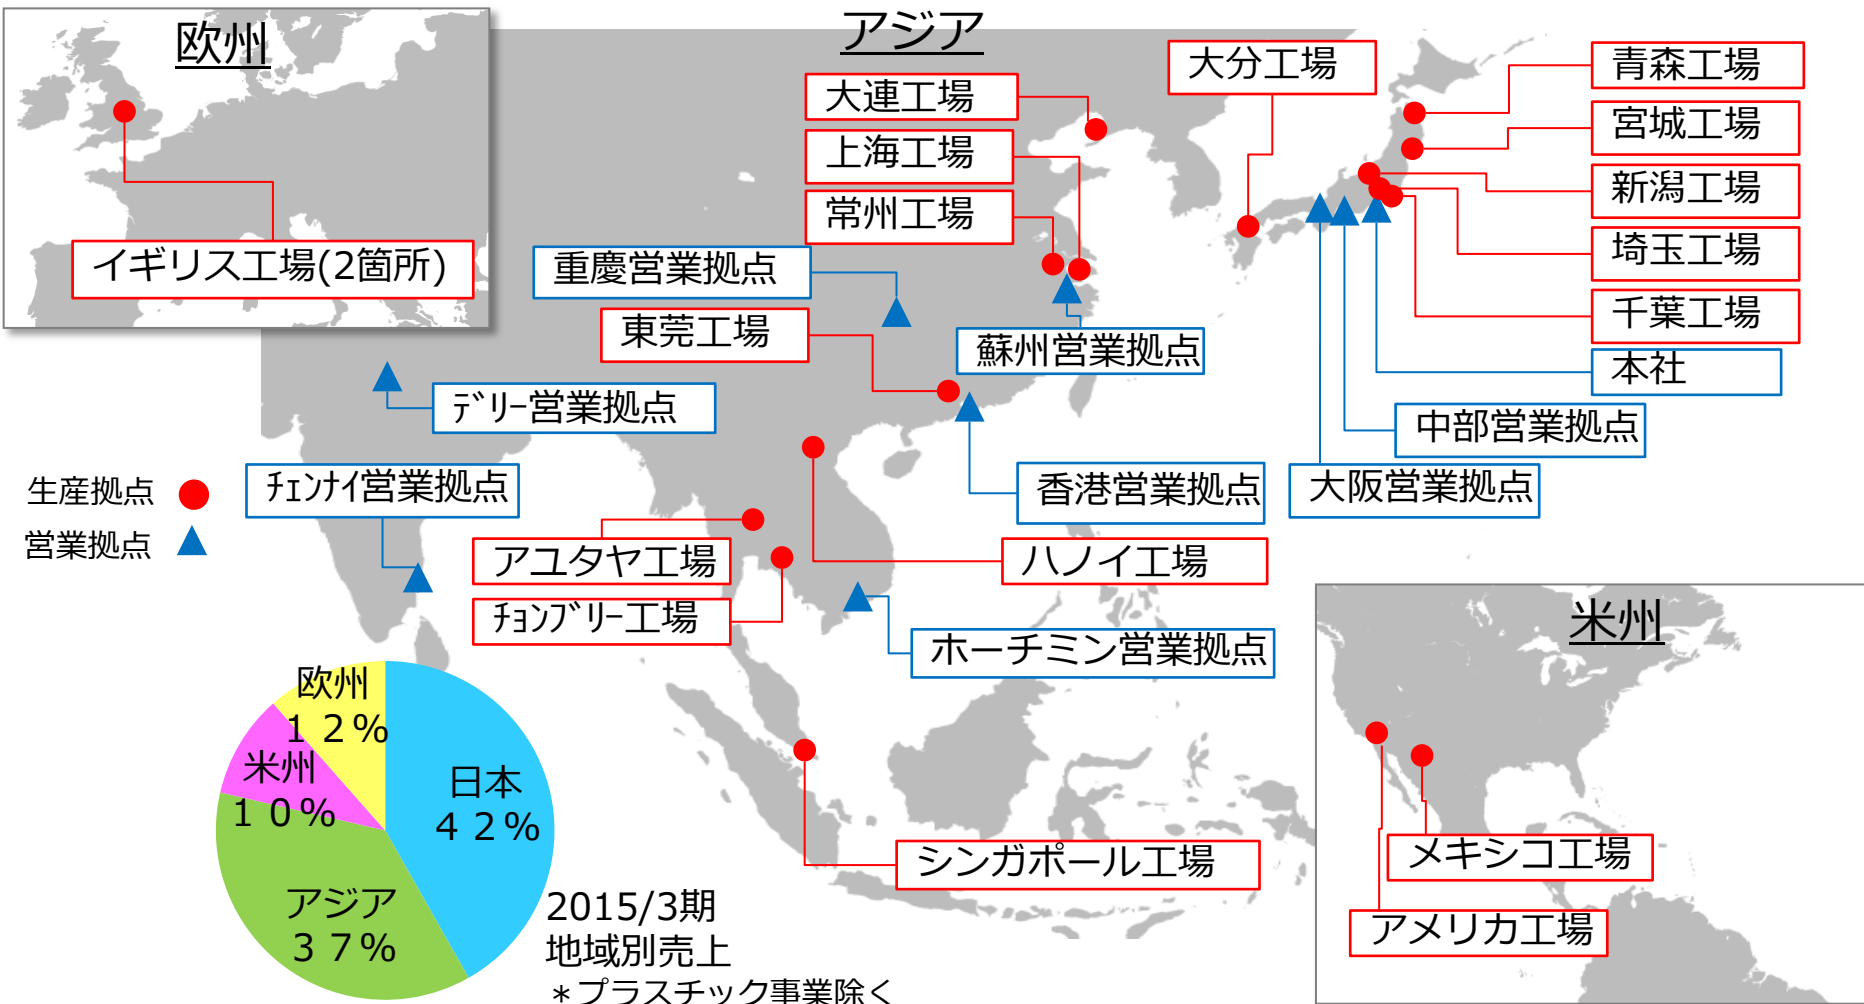 欧州
イギリス工場(2箇所)
アジア
大連工場
上海工場
常州工場
重慶営業拠点
東莞工場
蘇州営業拠点
ﾃﾞﾘｰ営業拠点
ﾁｪﾝﾅｲ営業拠点
香港営業拠点
アユタヤ工場
ﾁｮﾝﾌﾞﾘｰ工場
ハノイ工場
ホーチミン営業拠点
シンガポール工場
大分工場
青森工場
宮城工場
新潟工場
埼玉工場
千葉工場
本社
中部営業拠点
大阪営業拠点
生産拠点
営業拠点
米州
メキシコ工場
アメリカ工場
欧州
１２%
米州
１０%
日本
４２%
アジア
３７%
2015/3期
地域別売上
＊プラスチック事業除く